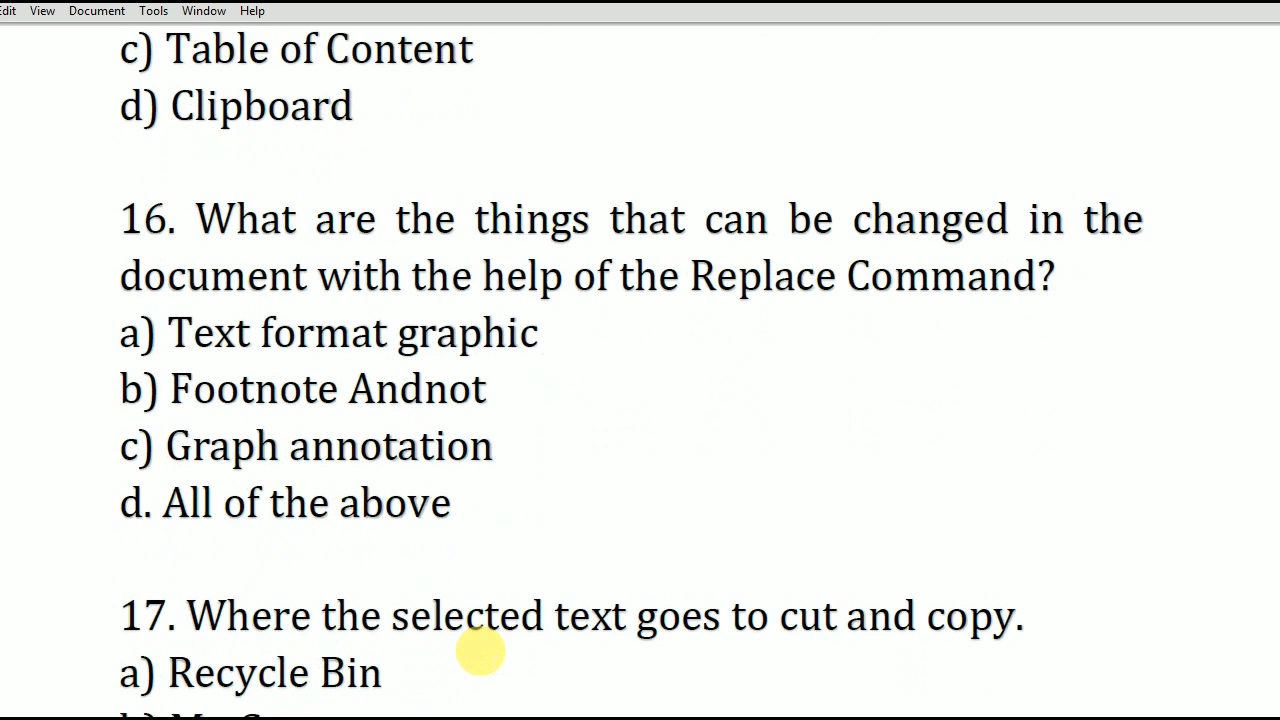 Edit View Document Tools Window Help
c) Table of Content
d) Clipboard
16. What are the things that can be changed in the
document with the help of the Replace Command?
a) Text format graphic
b) Footnote Andnot
c) Graph annotation
d. All of the above
17. Where the selected text goes to cut and copy.
a) Recycle Bin